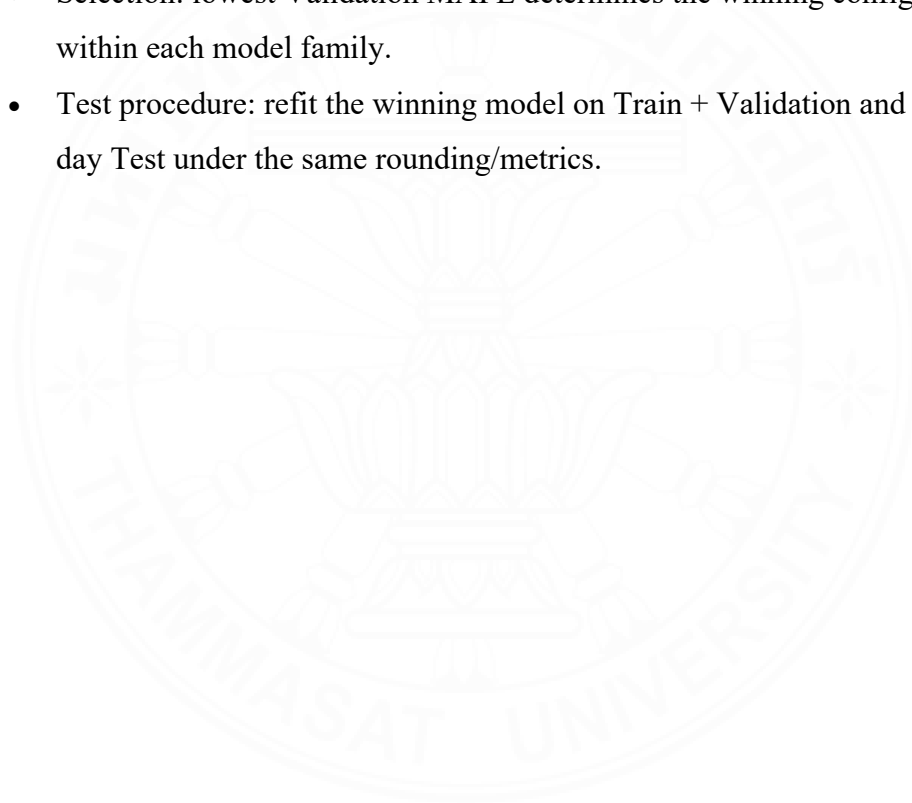 Selection: lowest Validation MAPE determines the winning config
within each model family.
• Test procedure: refit the winning model on Train + Validation and
day Test under the same rounding/metrics.
THAMMASAT UNIVERSITY